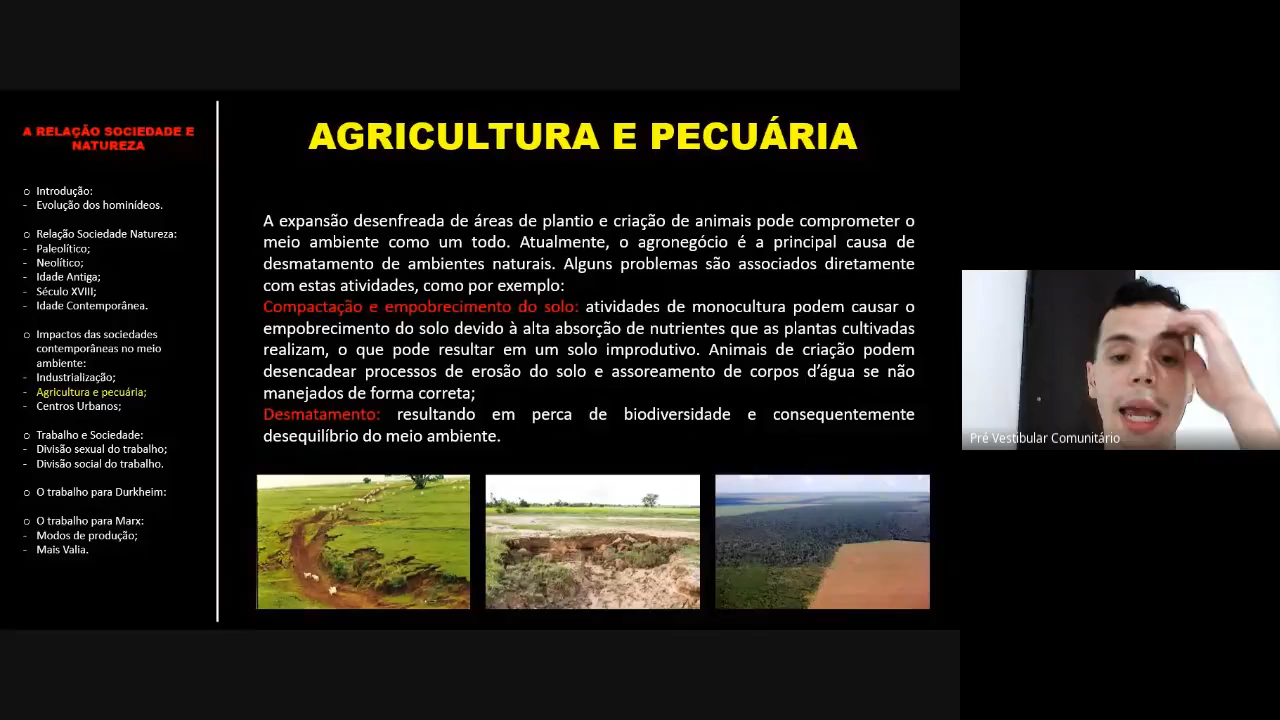 A RELAÇÃO SOCIEDADE E
NATUREZA
o Introdução:
- Evolução dos hominídeos.
o Relação Sociedade Natureza:
- Paleolítico;
- Neolítico;
- Idade Antiga;
- Século XVIII;
- Idade Contemporânea.
o Impactos das sociedades
contemporâneas no meio
ambiente:
- Industrialização;
- Agricultura e pecuária;
- Centros Urbanos;
o Trabalho e Sociedade:
- Divisão sexual do trabalho;
- Divisão social do trabalho.
o O trabalho para Durkheim:
o O trabalho para Marx:
- Modos de produção;
- Mais Valia.
AGRICULTURA E PECUÁRIA
A expansão desenfreada de áreas de plantio e criação de animais pode comprometer o
meio ambiente como um todo. Atualmente, o agronegócio é a principal causa de
desmatamento de ambientes naturais. Alguns problemas são associados diretamente
com estas atividades, como por exemplo:
Compactação e empobrecimento do solo: atividades de monocultura podem causar o
empobrecimento do solo devido à alta absorção de nutrientes que as plantas cultivadas
realizam, o que pode resultar em um solo improdutivo. Animais de criação podem
desencadear processos de erosão do solo e assoreamento de corpos d’água se não
manejados de forma correta;
Desmatamento: resultando em perca de biodiversidade e consequentemente
desequilíbrio do meio ambiente.
Pré Vestibular Comunitário